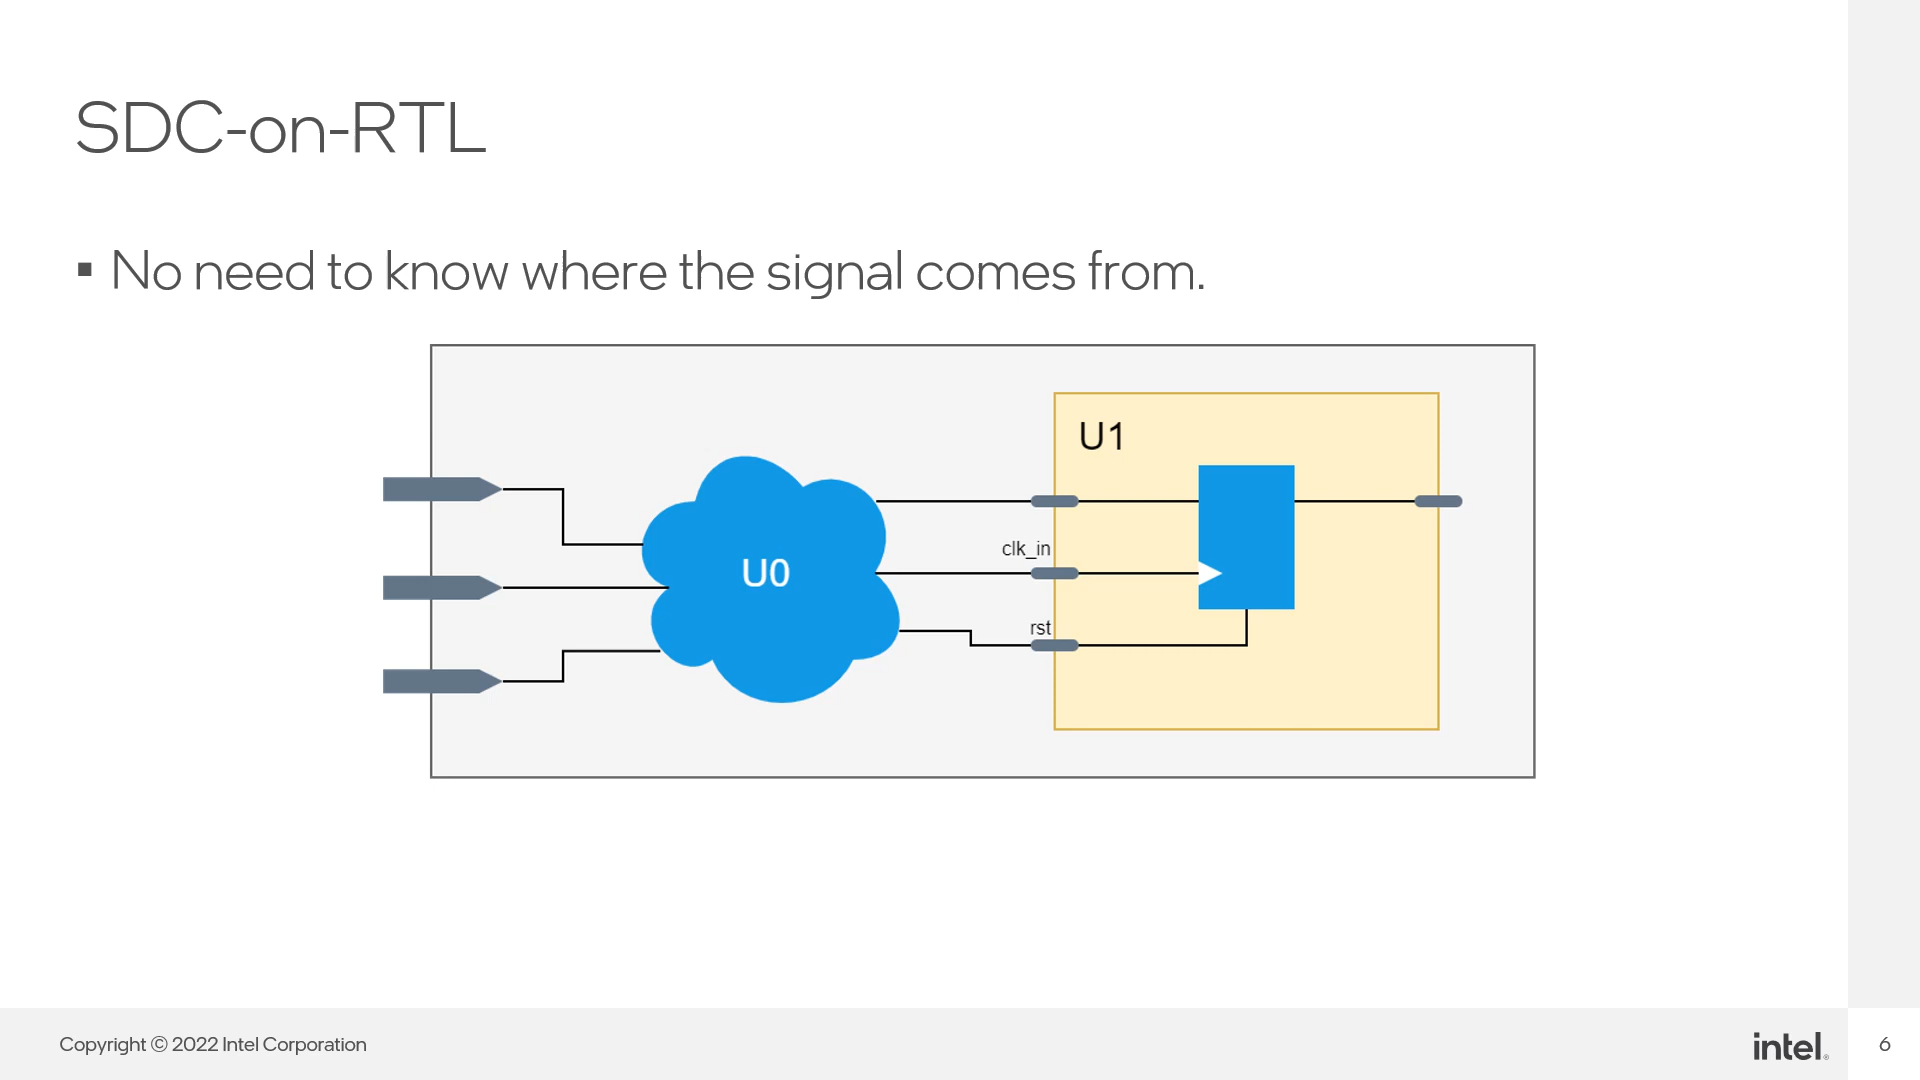 SDC-on-RTL
▪ No need to know where the signal comes from.
U1
clk_in
U0
rst
Copyright © 2022 Intel Corporation
intel®
6